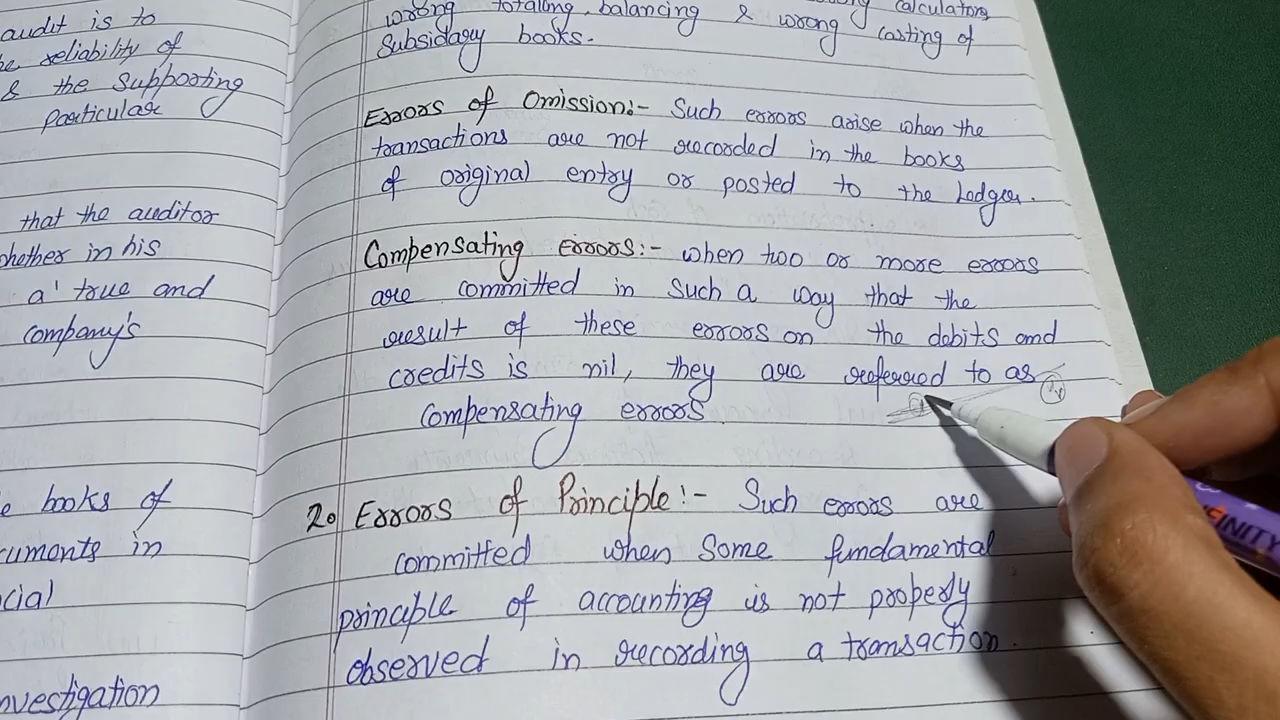 audit is to
reliability of
& the supporting
particular
that the auditor
whether in his
a true and
company's
books of
in
investigation
calculations
wrong totaling, balancing & wrong casting of
Subsidary books.
Errors of Omission:- Such errors arise when the
transactions are not recorded in the books
of original entry or posted to the Ledger.
Compensating Errors:- when two or more errors
are committed in such a way that the
result of these errors on the debits and
credits is nil, they are referred to as
compensating errors.
2. Errors of Principle:- Such errors are
committed when some fundamental
principle of accounting is not properly
observed in recording a transaction.
INFINITY